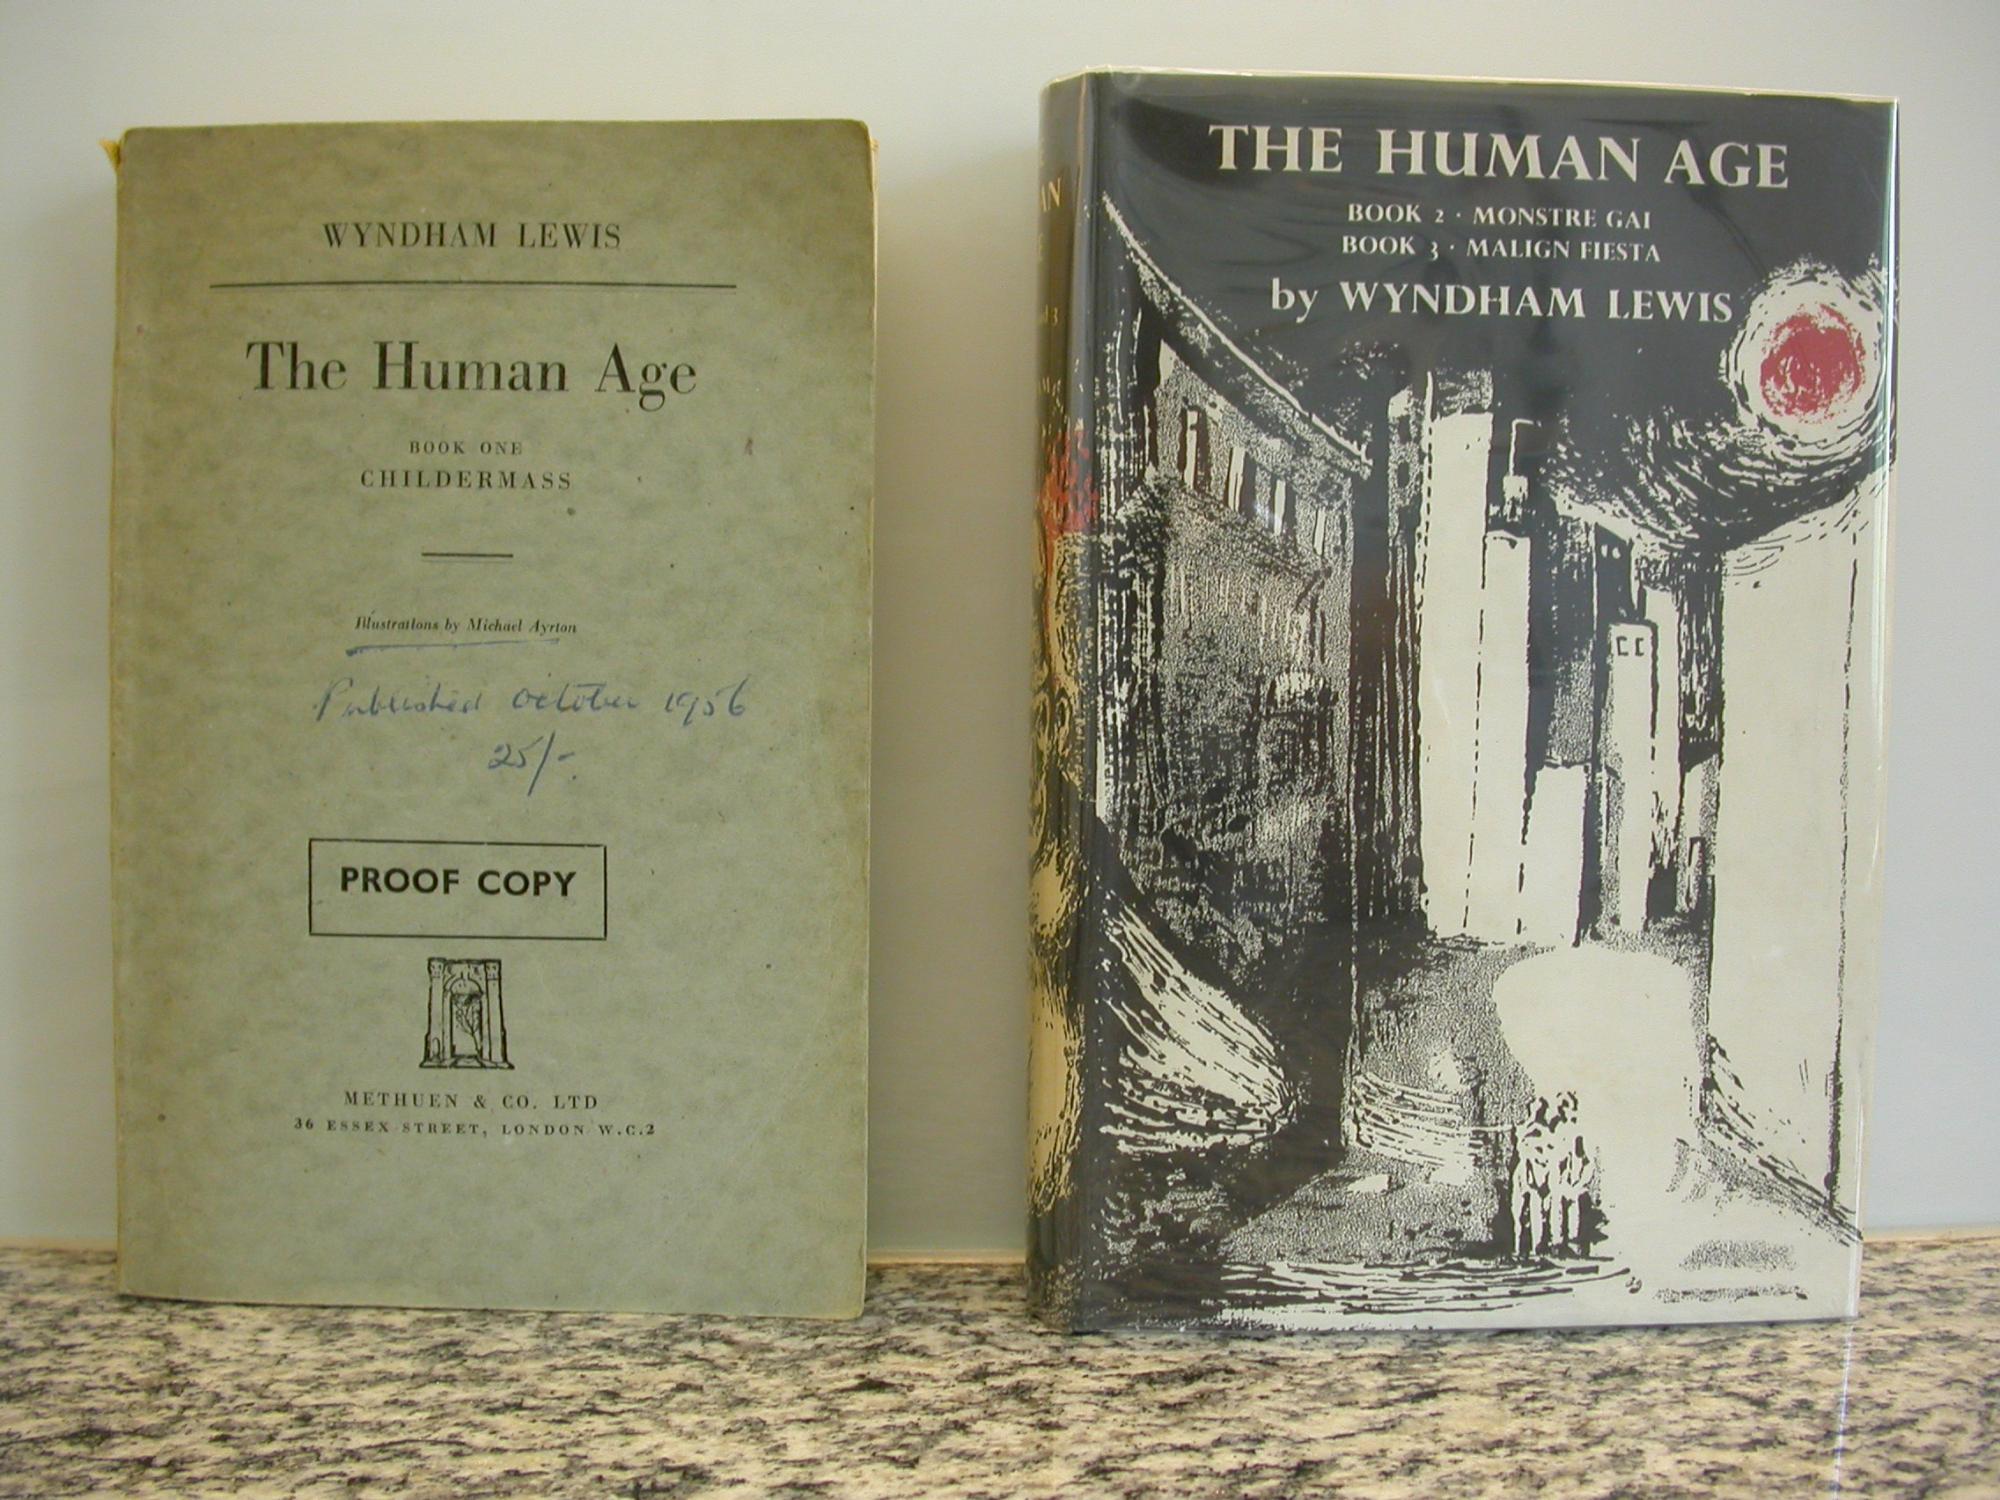 WYNDHAM LEWIS
The Human Age
BOOK ONE
CHILDERMASS
Illustrations by Michael Ayrton
Published October 1956
25/-
PROOF COPY
METHUEN & CO. LTD
36 ESSEX STREET, LONDON W.C.2
THE HUMAN AGE
BOOK 2 · MONSTRE GAI
BOOK 3 · MALIGN FIESTA
by WYNDHAM LEWIS